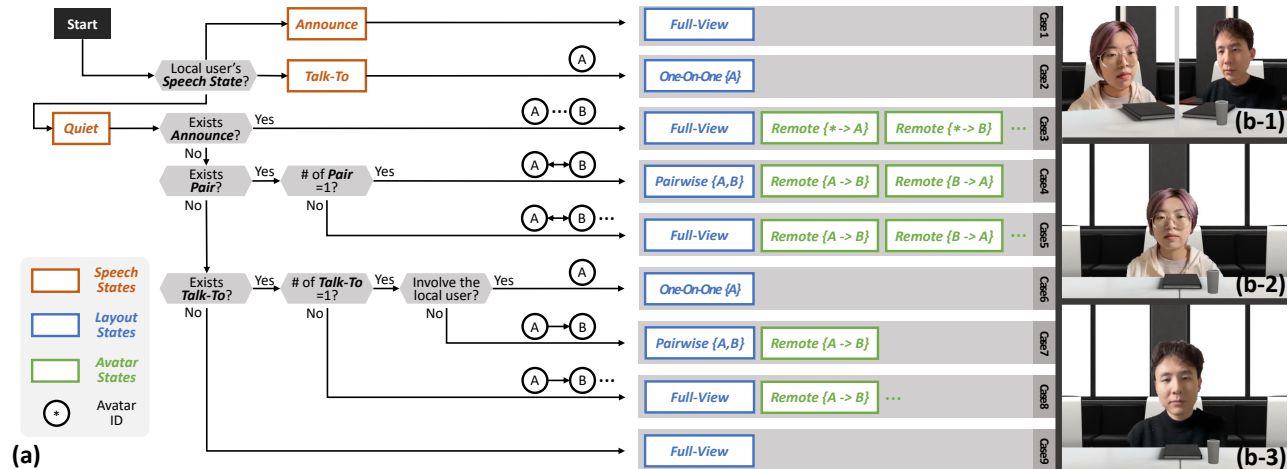 Start
Announce
Full-View
Case1
Local user's
Speech State?
Talk-To
A
One-On-One {A}
Case2
Quiet
Exists
Announce?
Yes
A ... B
Full-View
Remote {* -> A}
Remote {* -> B}
...
Case3
No
Exists
Pair?
Yes
# of Pair
=1?
Yes
A B
Pairwise {A,B}
Remote {A -> B}
Remote {B -> A}
Case4
No
No
A B ...
Full-View
Remote {A -> B}
Remote {B -> A}
...
Case5
Exists
Talk-To?
Yes
# of Talk-To
=1?
Yes
Involve the
local user?
Yes
A
One-On-One {A}
Case6
No
No
No
A B
Pairwise {A,B}
Remote {A -> B}
Case7
A B ...
Full-View
Remote {A -> B}
...
Case8
Full-View
Case9
Speech
States
Layout
States
Avatar
States
*
Avatar
ID
(a)
(b-1)
(b-2)
(b-3)